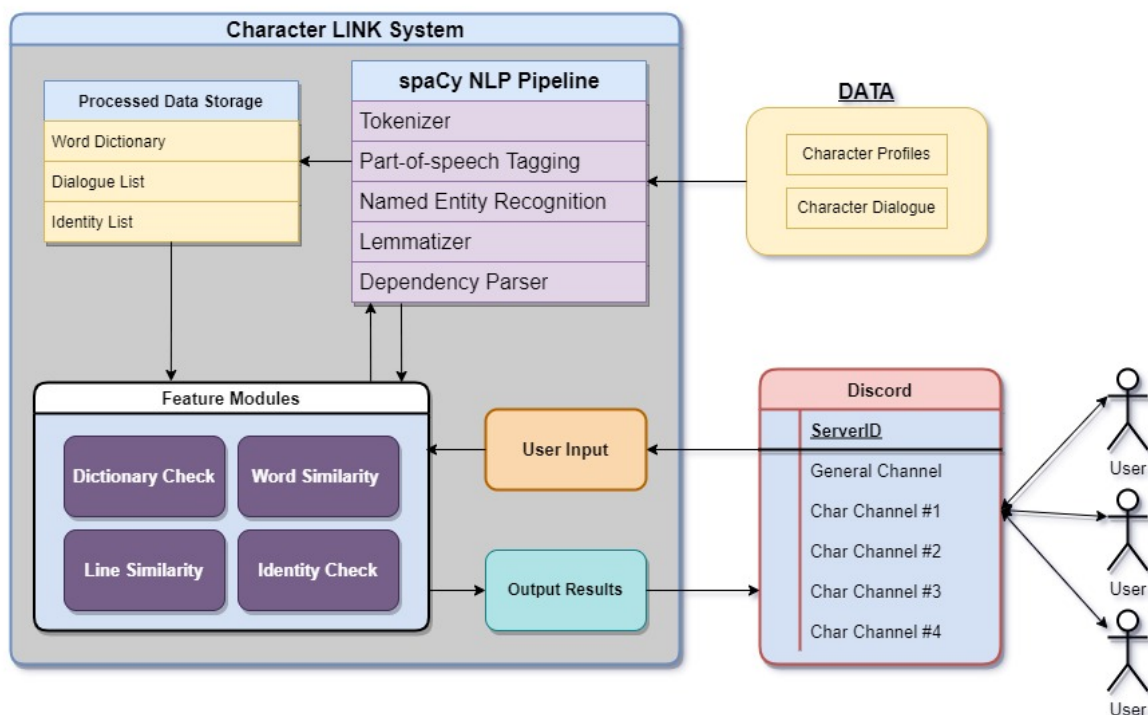 Character LINK System
Processed Data Storage
Word Dictionary
Dialogue List
Identity List
spaCy NLP Pipeline
Tokenizer
Part-of-speech Tagging
Named Entity Recognition
Lemmatizer
Dependency Parser
DATA
Character Profiles
Character Dialogue
Feature Modules
Dictionary Check
Word Similarity
Line Similarity
Identity Check
User Input
Output Results
Discord
ServerID
General Channel
Char Channel #1
Char Channel #2
Char Channel #3
Char Channel #4
User
User
User